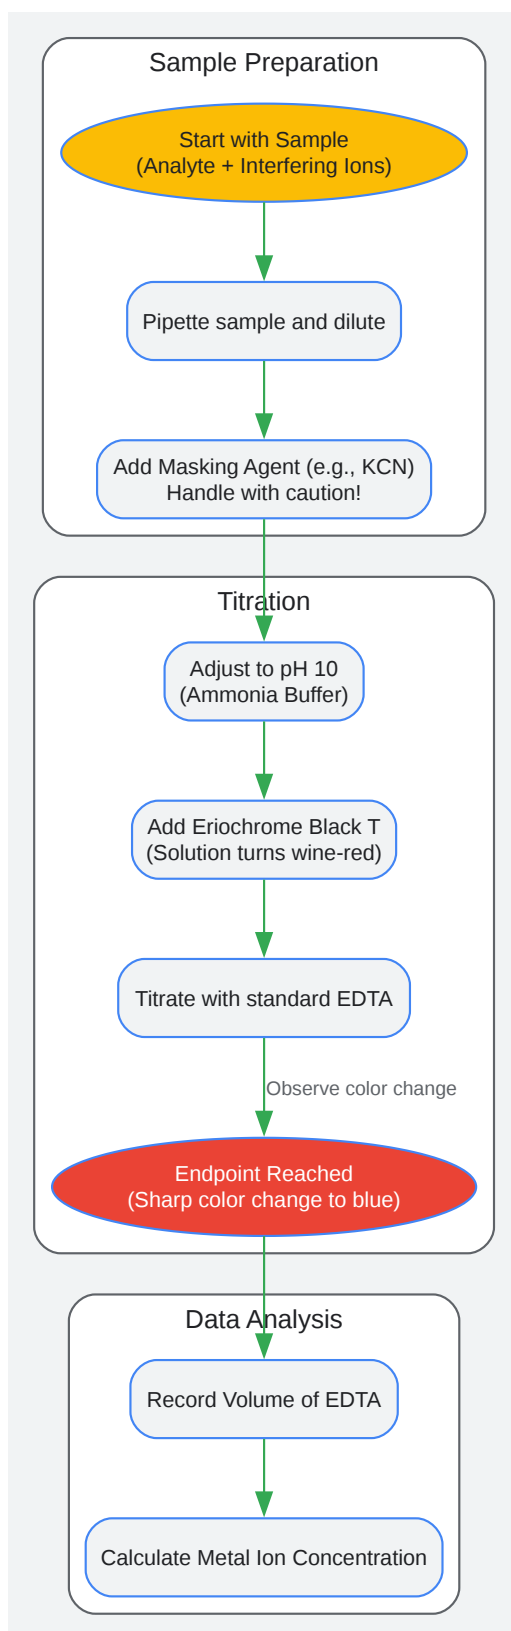 Sample Preparation
Start with Sample
(Analyte + Interfering Ions)
Pipette sample and dilute
Add Masking Agent (e.g., KCN)
Handle with caution!
Titration
Adjust to pH 10
(Ammonia Buffer)
Add Eriochrome Black T
(Solution turns wine-red)
Titrate with standard EDTA
Observe color change
Endpoint Reached
(Sharp color change to blue)
Data Analysis
Record Volume of EDTA
Calculate Metal Ion Concentration